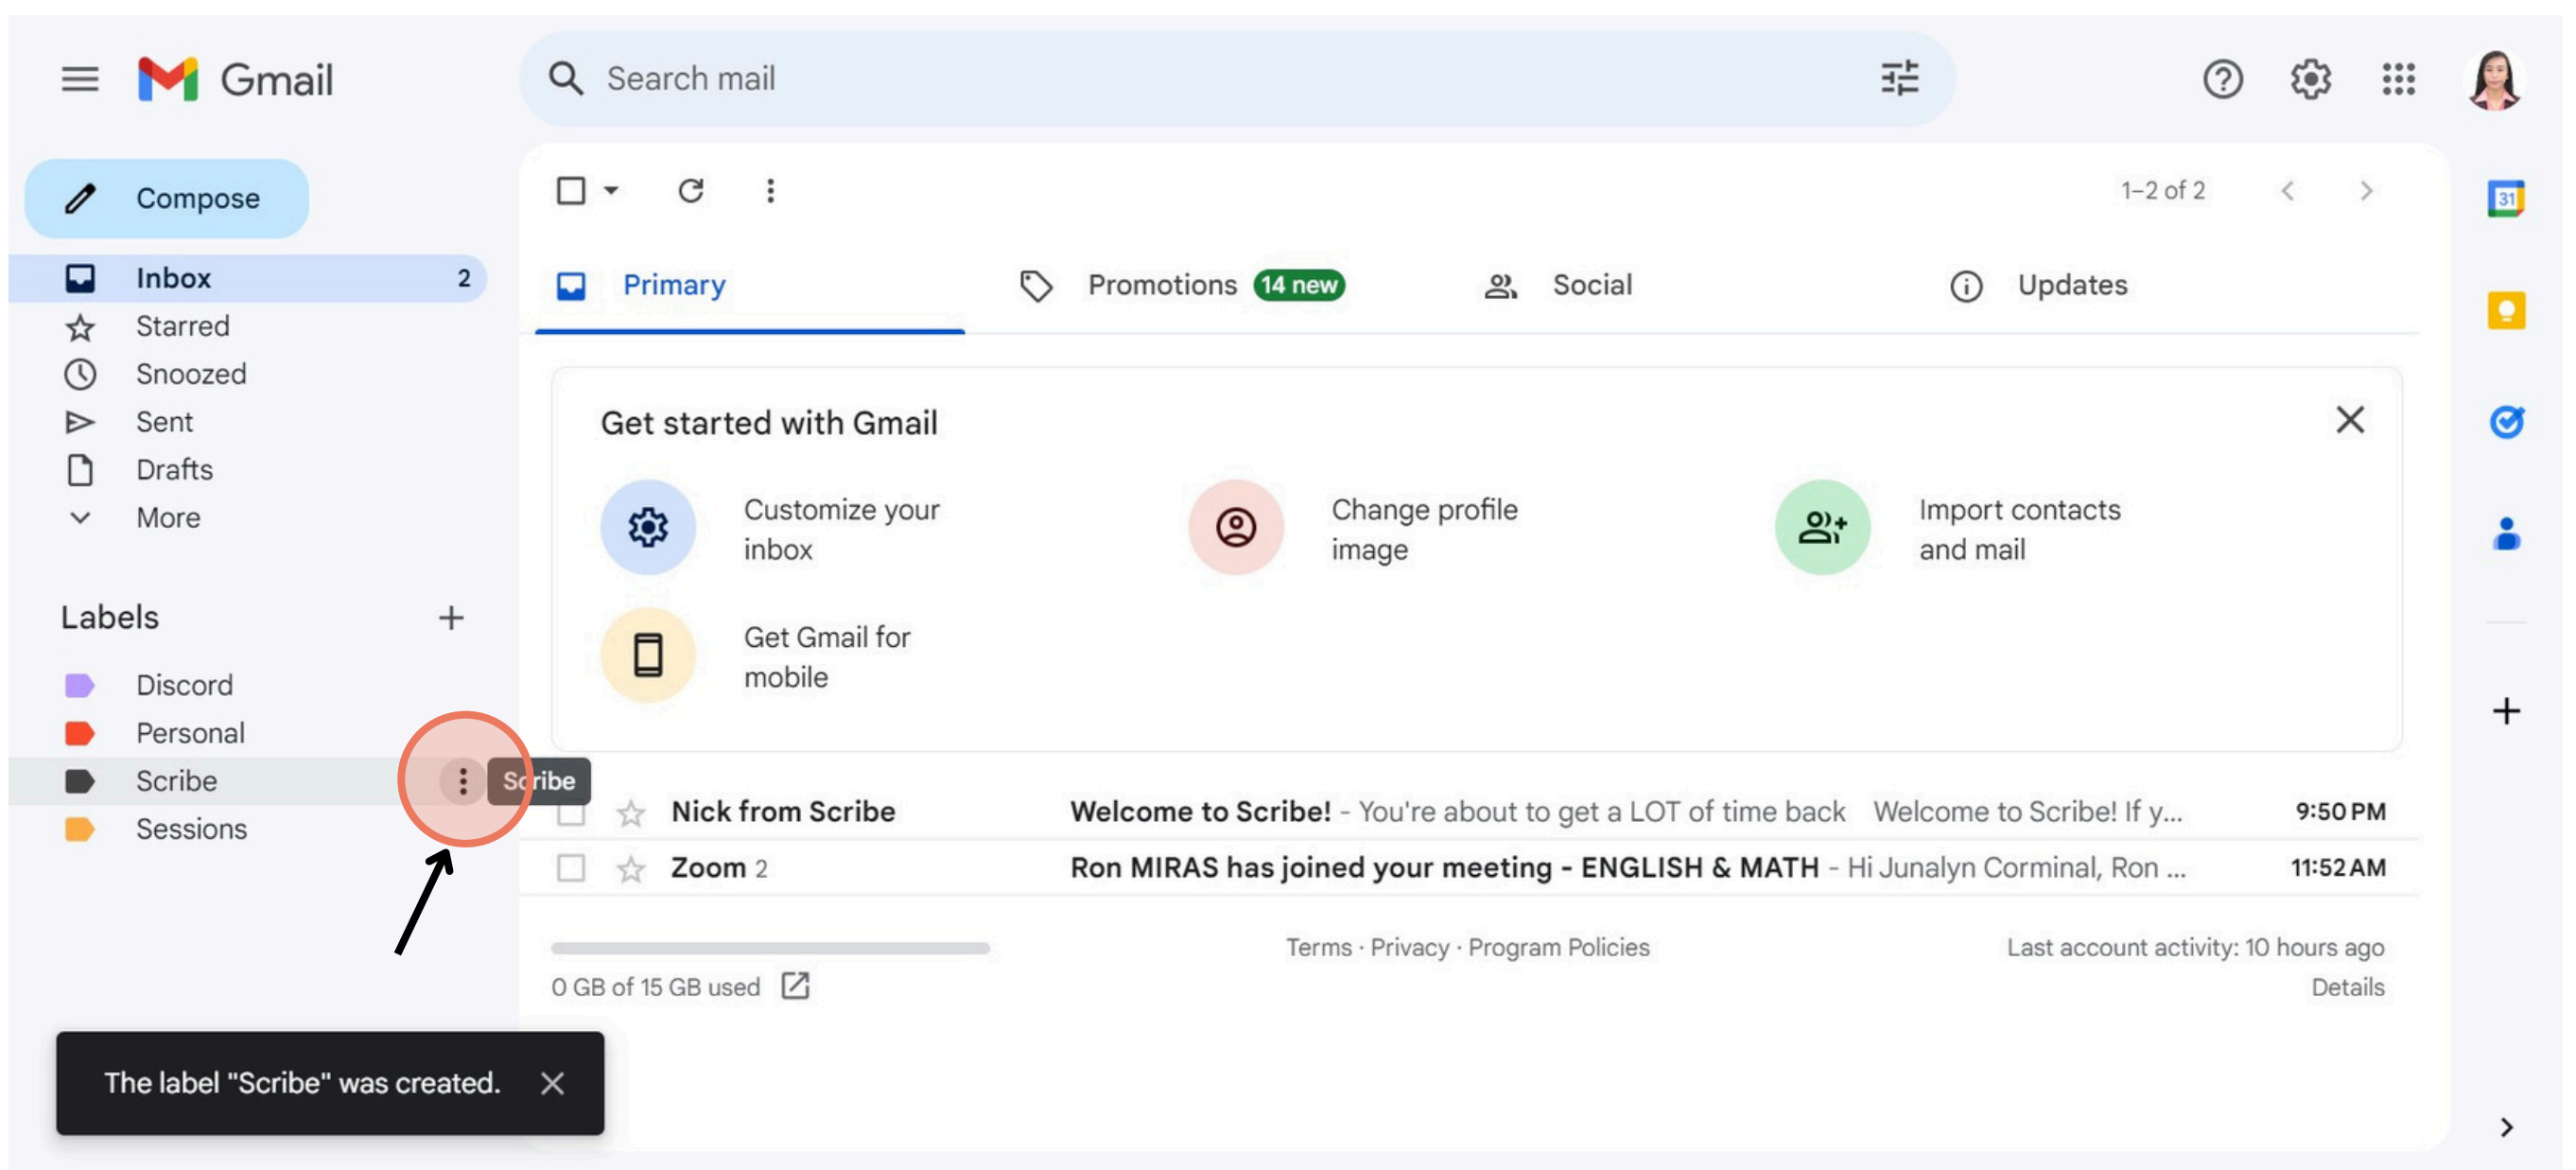 Gmail
Search mail
Compose
1–2 of 2
31
Inbox 2
Primary
Promotions 14 new
Social
Updates
Starred
Snoozed
Sent
Drafts
More
Get started with Gmail
Customize your
inbox
Change profile
image
Import contacts
and mail
Get Gmail for
mobile
Labels
Discord
Personal
Scribe
Scribe
Sessions
Nick from Scribe Welcome to Scribe! - You're about to get a LOT of time back Welcome to Scribe! If y... 9:50 PM
Zoom 2 Ron MIRAS has joined your meeting - ENGLISH & MATH - Hi Junalyn Corminal, Ron ... 11:52 AM
Terms · Privacy · Program Policies
Last account activity: 10 hours ago
0 GB of 15 GB used
Details
The label "Scribe" was created.